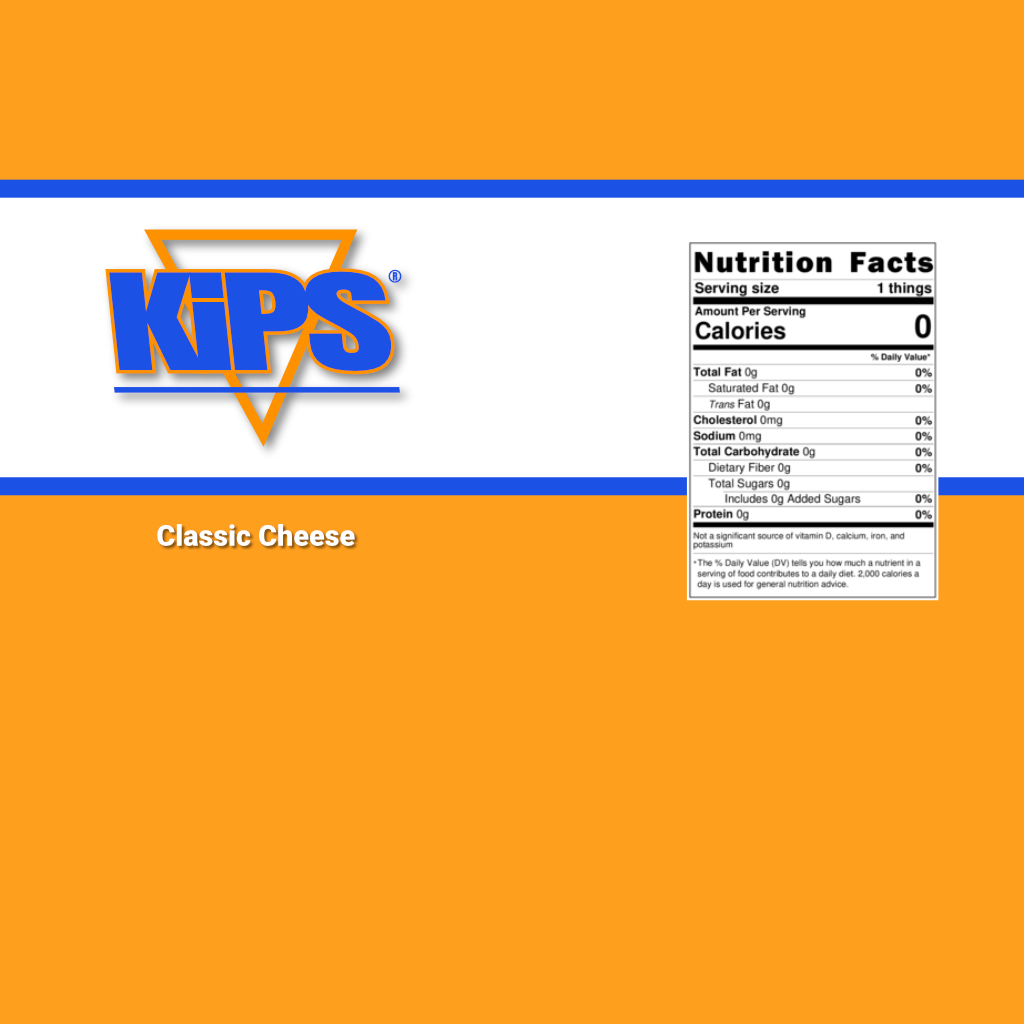 KiPS®
Classic Cheese
Nutrition Facts
Serving size 1 things
Amount Per Serving
Calories 0
% Daily Value*
Total Fat 0g 0%
Saturated Fat 0g 0%
Trans Fat 0g
Cholesterol 0mg 0%
Sodium 0mg 0%
Total Carbohydrate 0g 0%
Dietary Fiber 0g 0%
Total Sugars 0g
Includes 0g Added Sugars 0%
Protein 0g 0%
Not a significant source of vitamin D, calcium, iron, and
potassium
*The % Daily Value (DV) tells you how much a nutrient in a
serving of food contributes to a daily diet. 2,000 calories a
day is used for general nutrition advice.